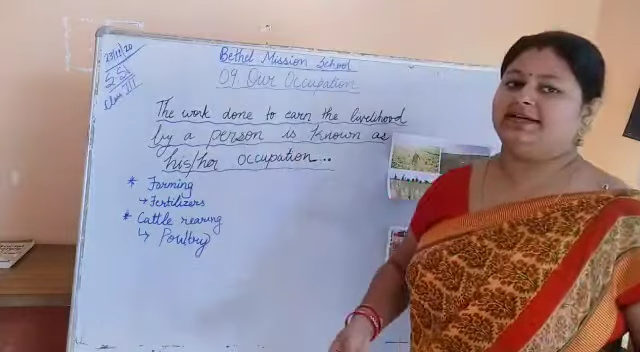 23/12/20
SSt
Class III
Bethel Mission School
09. Our Occupation
The work done to earn the livelihood
by a person is known as
his/her occupation...
* Farming
→ Fertilizers
* Cattle rearing
↳ Poultry